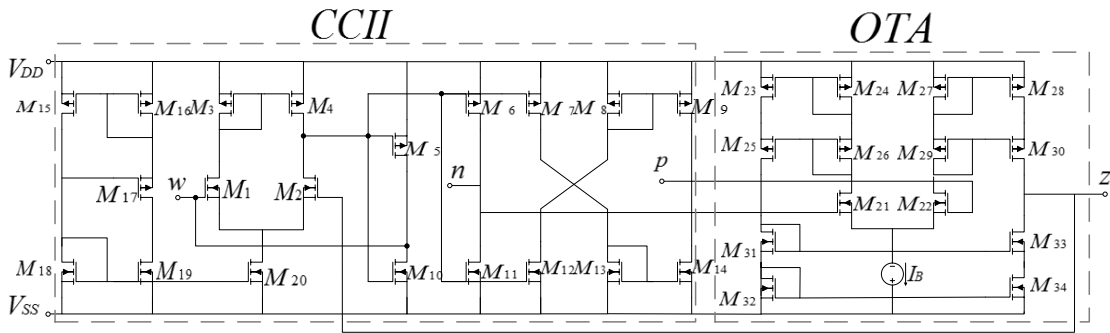 CCII OTA
VDD
M15 M16 M3 M4 M6 M7 M8 M9 M23 M24 M27 M28
M5 M25 M26 M29 M30
w n p z
M17 M1 M2 M21 M22
M18 M19 M20 M10 M11 M12 M13 M14 M31 M33
IB
M32 M34
VSS